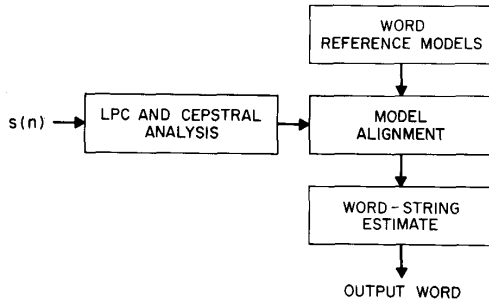 WORD
REFERENCE MODELS
s(n)
LPC AND CEPSTRAL
ANALYSIS
MODEL
ALIGNMENT
WORD-STRING
ESTIMATE
OUTPUT WORD